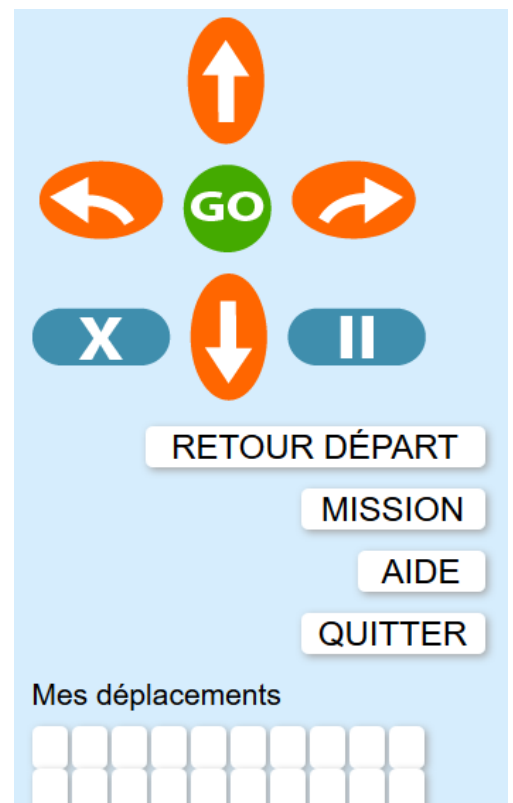 GO
X
RETOUR DÉPART
MISSION
AIDE
QUITTER
Mes déplacements